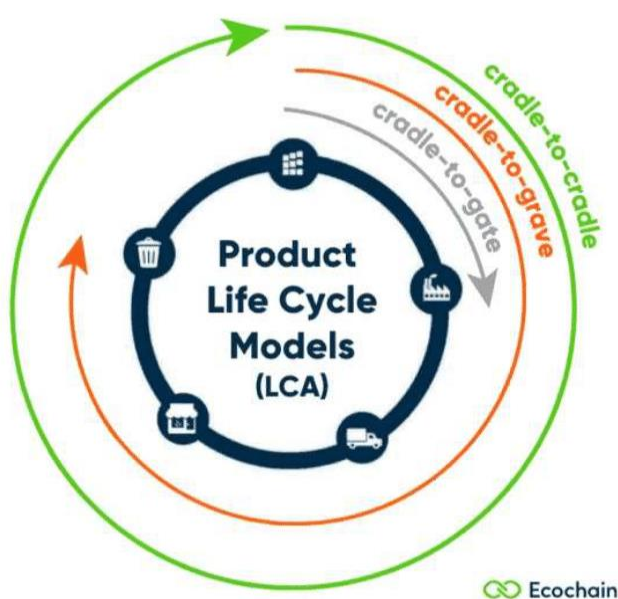 cradle-to-cradle
cradle-to-grave
cradle-to-gate
Product
Life Cycle
Models
(LCA)
Ecochain